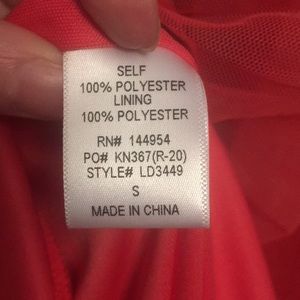 SELF
100% POLYESTER
LINING
100% POLYESTER
RN# 144954
PO# KN367(R-20)
STYLE# LD3449
S
MADE IN CHINA